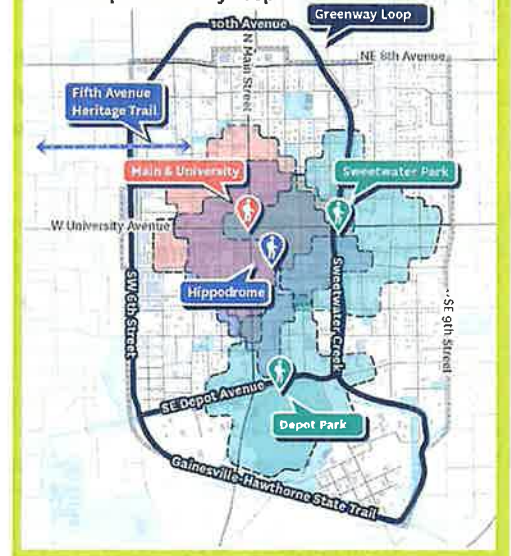 Greenway Loop
10th Avenue
N Main Street
NE 8th Avenue
Fifth Avenue
Heritage Trail
Main & University
Sweetwater Park
W University Avenue
Hippodrome
SW 6th Street
Sweetwater Creek
SE 9th Street
SE Depot Avenue
Depot Park
Gainesville-Hawthorne State Trail